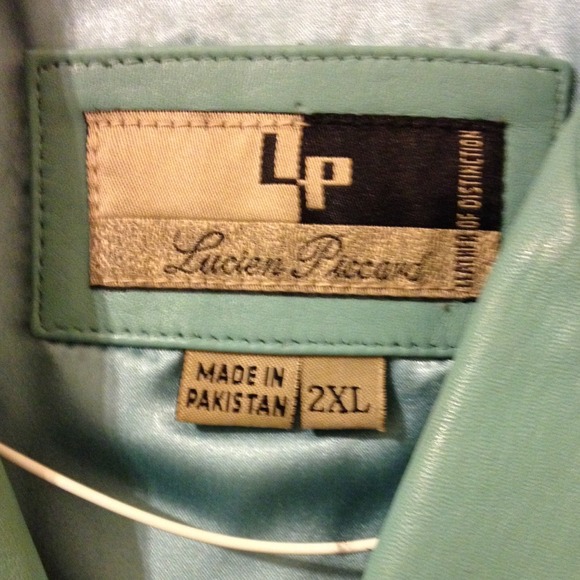 LP
Lucien Piccard
LEATHER OF DISTINCTION
MADE IN
PAKISTAN
2XL